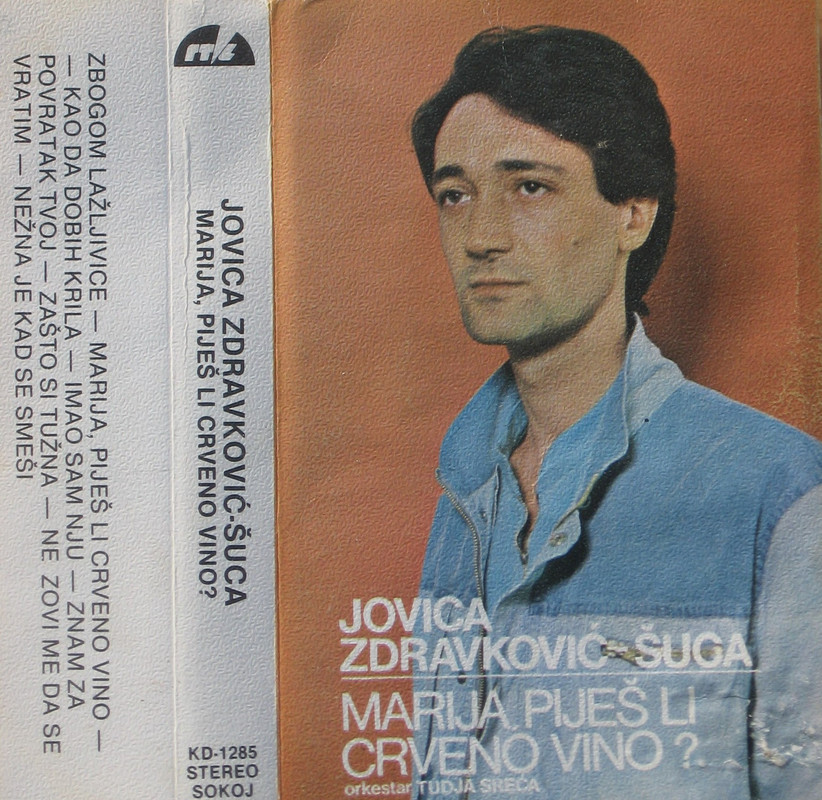 ZBOGOM LAŽLJIVICE — MARIJA, PIJEŠ LI CRVENO VINO —
— KAO DA DOBIH KRILA — IMAO SAM NJU — ZNAM ZA
POVRATAK TVOJ — ZAŠTO SI TUŽNA — NE ZOVI ME DA SE
VRATIM — NEŽNA JE KAD SE SMEŠI
JOVICA ZDRAVKOVIĆ-ŠUCA
MARIJA, PIJEŠ LI CRVENO VINO?
KD-1285
STEREO
SOKOJ
JOVICA
ZDRAVKOVIĆ-ŠUGA
MARIJA, PIJEŠ LI
CRVENO VINO?
orkestar TUDJA SREĆA